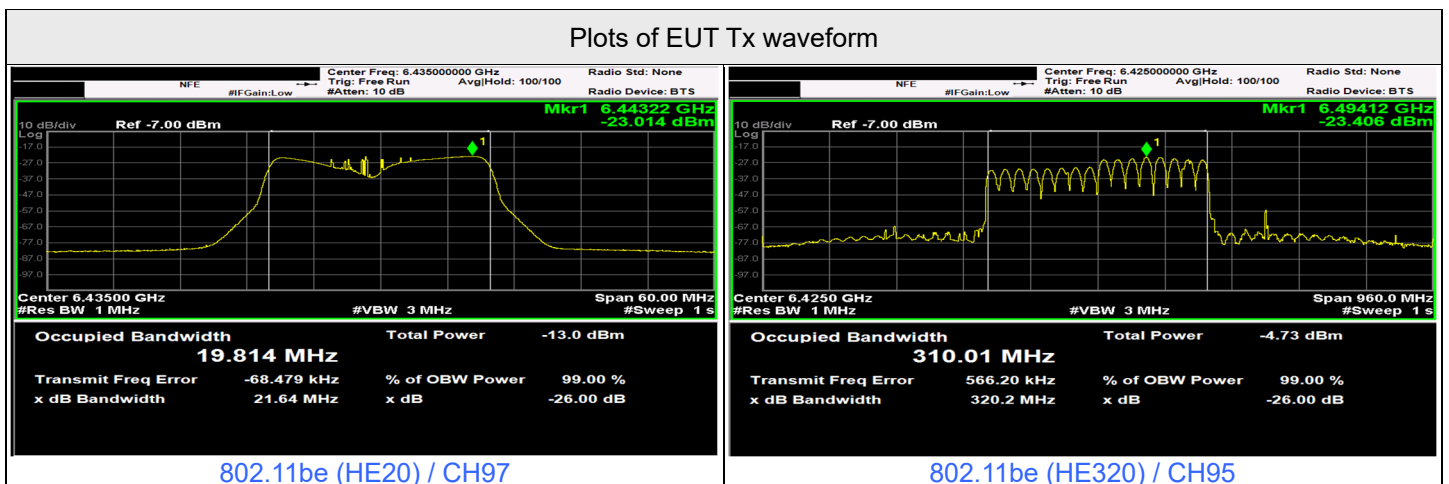 Plots of EUT Tx waveform
NFE
#IFGain:Low
Center Freq: 6.435000000 GHz
Trig: Free Run Avg|Hold: 100/100
#Atten: 10 dB
Radio Std: None
Radio Device: BTS
Mkr1 6.44322 GHz
-23.014 dBm
10 dB/div Ref -7.00 dBm
Log
-17.0
-27.0
-37.0
-47.0
-57.0
-67.0
-77.0
-87.0
-97.0
1
Center 6.43500 GHz Span 60.00 MHz
#Res BW 1 MHz #VBW 3 MHz #Sweep 1 s
Occupied Bandwidth Total Power -13.0 dBm
19.814 MHz
Transmit Freq Error -68.479 kHz % of OBW Power 99.00 %
x dB Bandwidth 21.64 MHz x dB -26.00 dB
802.11be (HE20) / CH97
NFE
#IFGain:Low
Center Freq: 6.425000000 GHz
Trig: Free Run Avg|Hold: 100/100
#Atten: 10 dB
Radio Std: None
Radio Device: BTS
Mkr1 6.49412 GHz
-23.406 dBm
10 dB/div Ref -7.00 dBm
Log
-17.0
-27.0
-37.0
-47.0
-57.0
-67.0
-77.0
-87.0
-97.0
1
Center 6.4250 GHz Span 960.0 MHz
#Res BW 1 MHz #VBW 3 MHz #Sweep 1 s
Occupied Bandwidth Total Power -4.73 dBm
310.01 MHz
Transmit Freq Error 566.20 kHz % of OBW Power 99.00 %
x dB Bandwidth 320.2 MHz x dB -26.00 dB
802.11be (HE320) / CH95